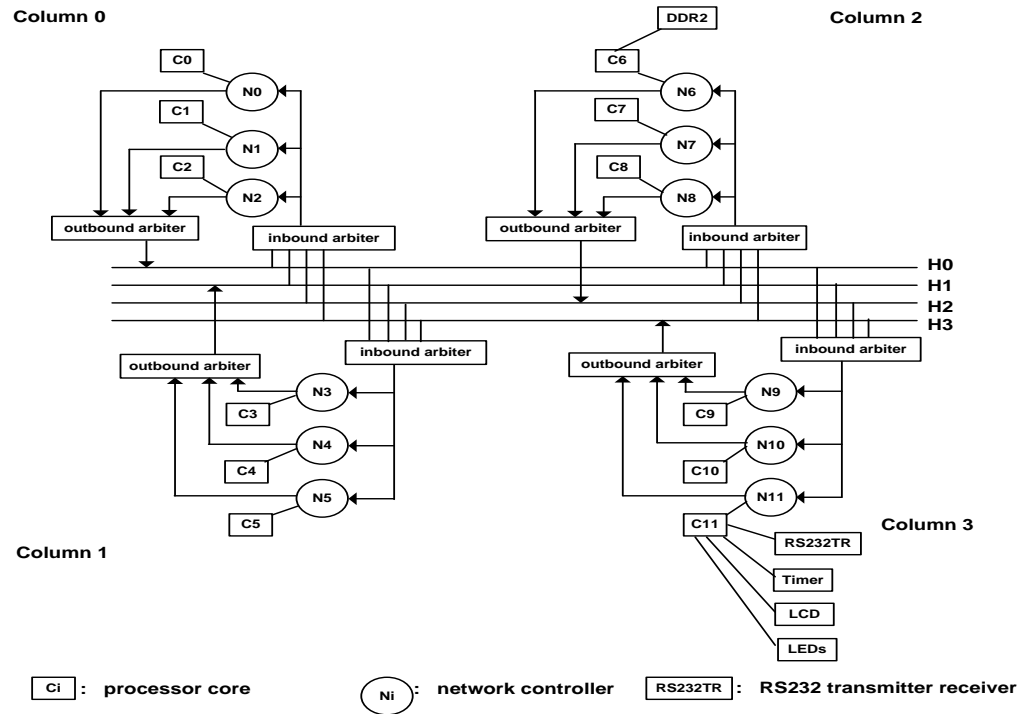 Column 0
Column 2
DDR2
C0
C6
N0
N6
C1
C7
N1
N7
C2
C8
N2
N8
outbound arbiter
inbound arbiter
outbound arbiter
inbound arbiter
H0
H1
H2
H3
outbound arbiter
inbound arbiter
outbound arbiter
inbound arbiter
N3
N9
C3
C9
N4
N10
C4
C10
N5
N11
C5
C11
Column 1
Column 3
RS232TR
Timer
LCD
LEDs
Ci : processor core
Ni : network controller
RS232TR : RS232 transmitter receiver